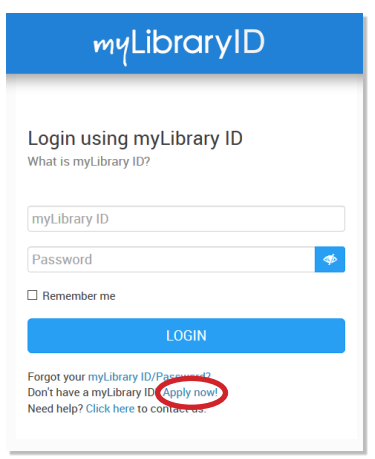 myLibraryID
Login using myLibrary ID
What is myLibrary ID?
myLibrary ID
Password
Remember me
LOGIN
Forgot your myLibrary ID/Password?
Don't have a myLibrary ID? Apply now!
Need help? Click here to contact us.